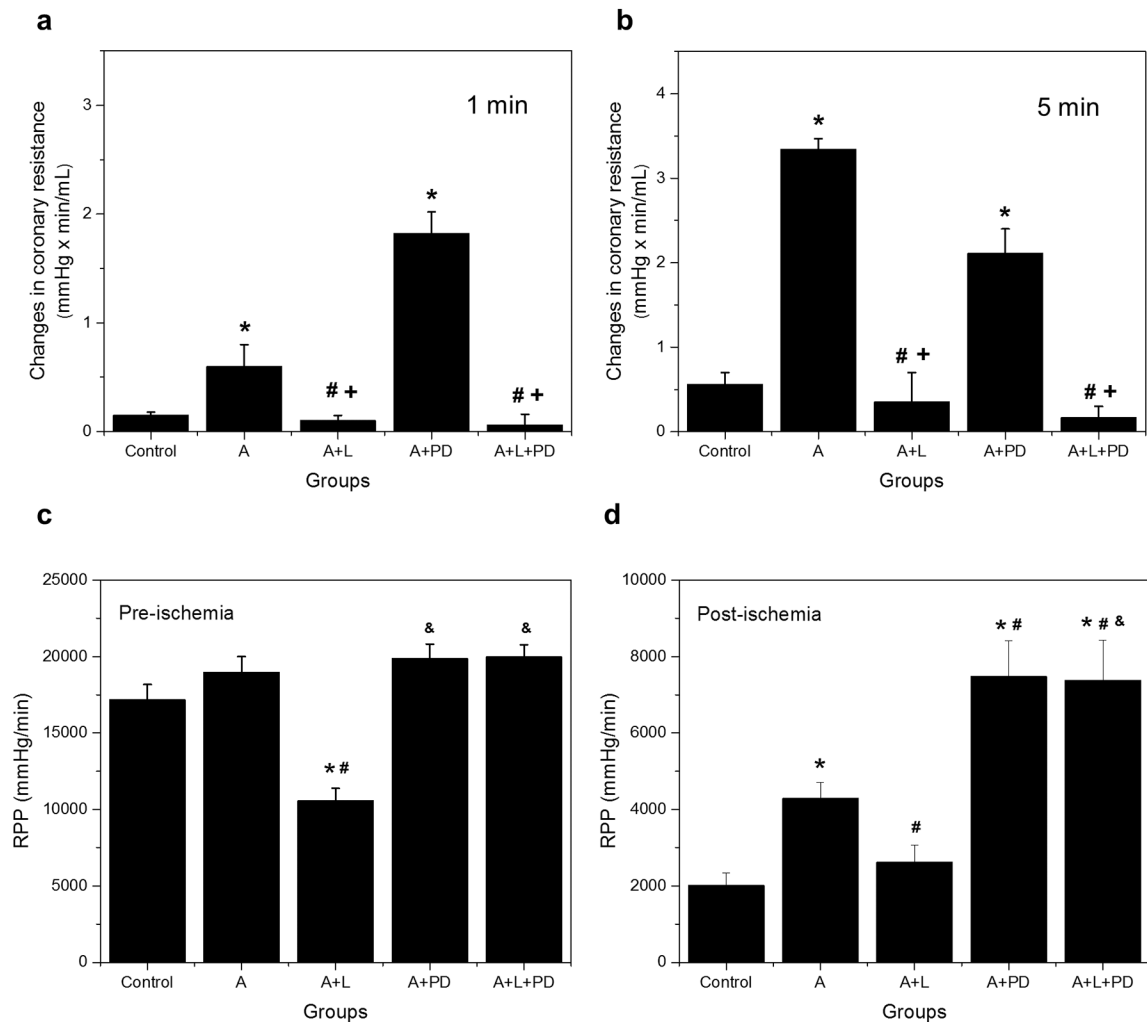 a
Changes in coronary resistance
(mmHg x min/mL)
3
2
1
0
1 min
*
# +
*
# +
Control A A+L A+PD A+L+PD
Groups
b
Changes in coronary resistance
(mmHg x min/mL)
4
3
2
1
0
5 min
*
# +
*
# +
Control A A+L A+PD A+L+PD
Groups
c
RPP (mmHg/min)
25000
20000
15000
10000
5000
0
Pre-ischemia
* #
&
&
Control A A+L A+PD A+L+PD
Groups
d
RPP (mmHg/min)
10000
8000
6000
4000
2000
0
Post-ischemia
*
#
* #
* # &
Control A A+L A+PD A+L+PD
Groups